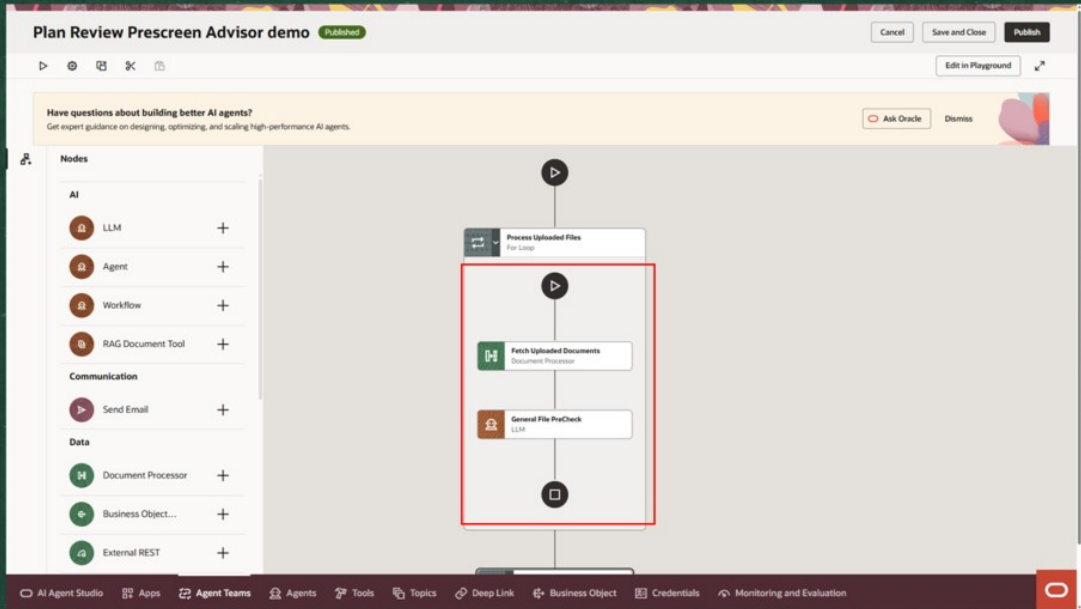 Plan Review Prescreen Advisor demo Published
Cancel Save and Close Publish
Edit in Playground
Have questions about building better AI agents?
Get expert guidance on designing, optimizing, and scaling high-performance AI agents.
Ask Oracle Dismiss
Nodes
AI
LLM
Agent
Workflow
RAG Document Tool
Communication
Send Email
Data
Document Processor
Business Object...
External REST
Process Uploaded Files
For Loop
Fetch Uploaded Documents
Document Processor
General File PreCheck
LLM
AI Agent Studio Apps Agent Teams Agents Tools Topics Deep Link Business Object Credentials Monitoring and Evaluation